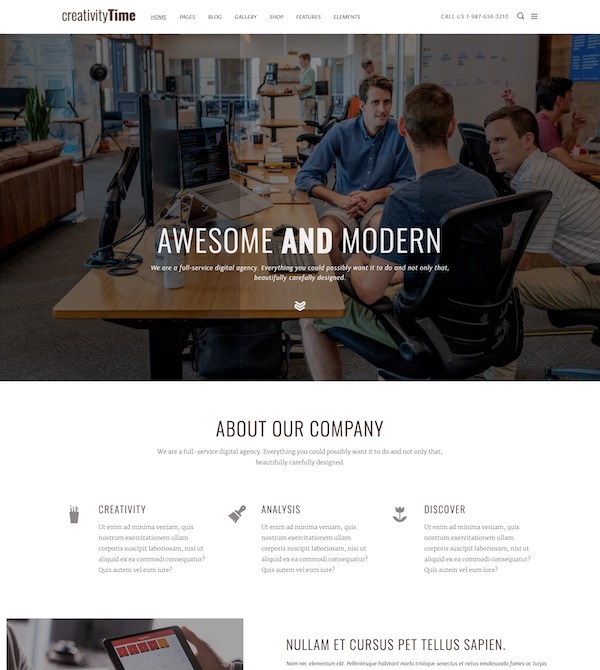 creativityTime HOME PAGES BLOG GALLERY SHOP FEATURES ELEMENTS CALL US 1-987-654-3210
AWESOME AND MODERN
We are a full-service digital agency. Everything you could possibly want it to do and not only that,
beautifully carefully designed.
ABOUT OUR COMPANY
We are a full-service digital agency. Everything you could possibly want it to do and not only that,
beautifully carefully designed.
CREATIVITY
Ut enim ad minima veniam, quis
nostrum exercitationem ullam
corporis suscipit laboriosam, nisi ut
aliquid ex ea commodi consequatur?
Quis autem vel eum iure?
ANALYSIS
Ut enim ad minima veniam, quis
nostrum exercitationem ullam
corporis suscipit laboriosam, nisi ut
aliquid ex ea commodi consequatur?
Quis autem vel eum iure?
DISCOVER
Ut enim ad minima veniam, quis
nostrum exercitationem ullam
corporis suscipit laboriosam, nisi ut
aliquid ex ea commodi consequatur?
Quis autem vel eum iure?
NULLAM ET CURSUS PET TELLUS SAPIEN.
Nam nec elementum elit. Pellentesque habitant morbi tristique senectus et netus malesuada fames ac turpis